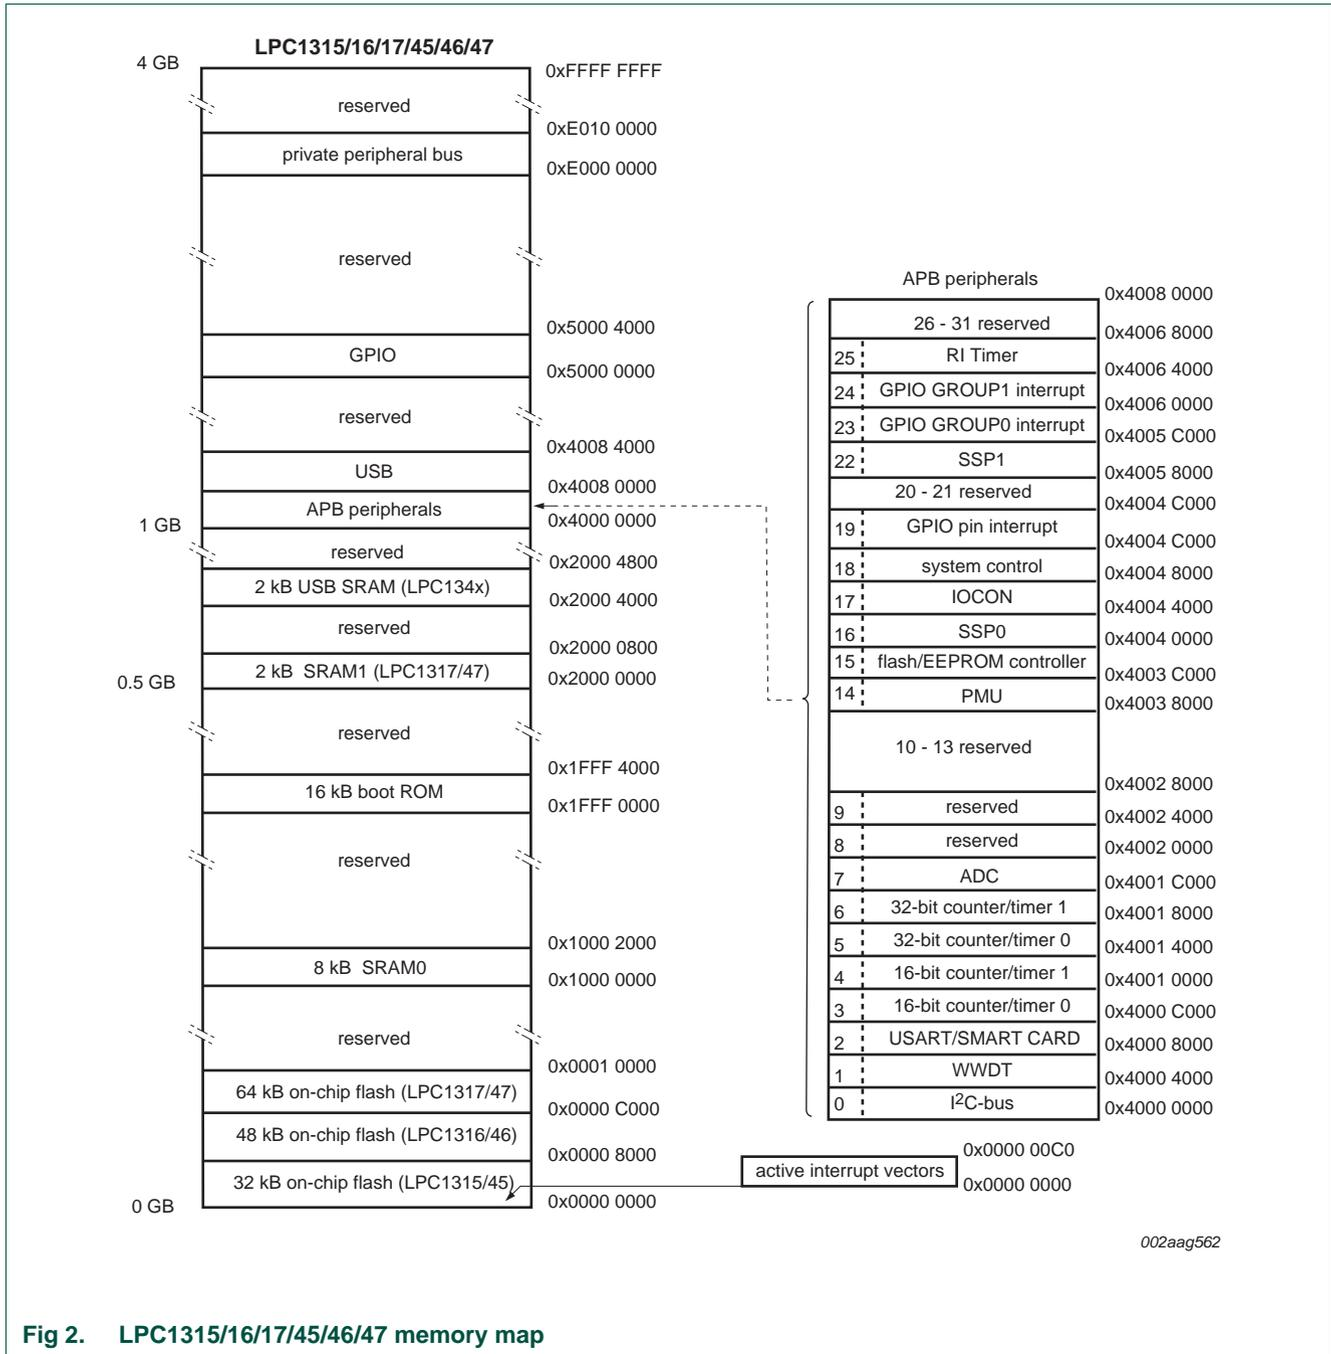 LPC1315/16/17/45/46/47
4 GB
0xFFFF FFFF
reserved
0xE010 0000
private peripheral bus
0xE000 0000
reserved
0x5000 4000
GPIO
0x5000 0000
reserved
0x4008 4000
USB
0x4008 0000
APB peripherals
1 GB
0x4000 0000
reserved
0x2000 4800
2 kB USB SRAM (LPC134x)
0x2000 4000
reserved
0x2000 0800
2 kB SRAM1 (LPC1317/47)
0.5 GB
0x2000 0000
reserved
0x1FFF 4000
16 kB boot ROM
0x1FFF 0000
reserved
0x1000 2000
8 kB SRAM0
0x1000 0000
reserved
0x0001 0000
64 kB on-chip flash (LPC1317/47)
0x0000 C000
48 kB on-chip flash (LPC1316/46)
0x0000 8000
32 kB on-chip flash (LPC1315/45)
0 GB
0x0000 0000
APB peripherals
0x4008 0000
26 - 31 reserved
0x4006 8000
25 RI Timer
0x4006 4000
24 GPIO GROUP1 interrupt
0x4006 0000
23 GPIO GROUP0 interrupt
0x4005 C000
22 SSP1
0x4005 8000
20 - 21 reserved
0x4004 C000
19 GPIO pin interrupt
0x4004 C000
18 system control
0x4004 8000
17 IOCON
0x4004 4000
16 SSP0
0x4004 0000
15 flash/EEPROM controller
0x4003 C000
14 PMU
0x4003 8000
10 - 13 reserved
0x4002 8000
9 reserved
0x4002 4000
8 reserved
0x4002 0000
7 ADC
0x4001 C000
6 32-bit counter/timer 1
0x4001 8000
5 32-bit counter/timer 0
0x4001 4000
4 16-bit counter/timer 1
0x4001 0000
3 16-bit counter/timer 0
0x4000 C000
2 USART/SMART CARD
0x4000 8000
1 WWDT
0x4000 4000
0 I2C-bus
0x4000 0000
0x0000 00C0
active interrupt vectors
0x0000 0000
002aag562
Fig 2. LPC1315/16/17/45/46/47 memory map